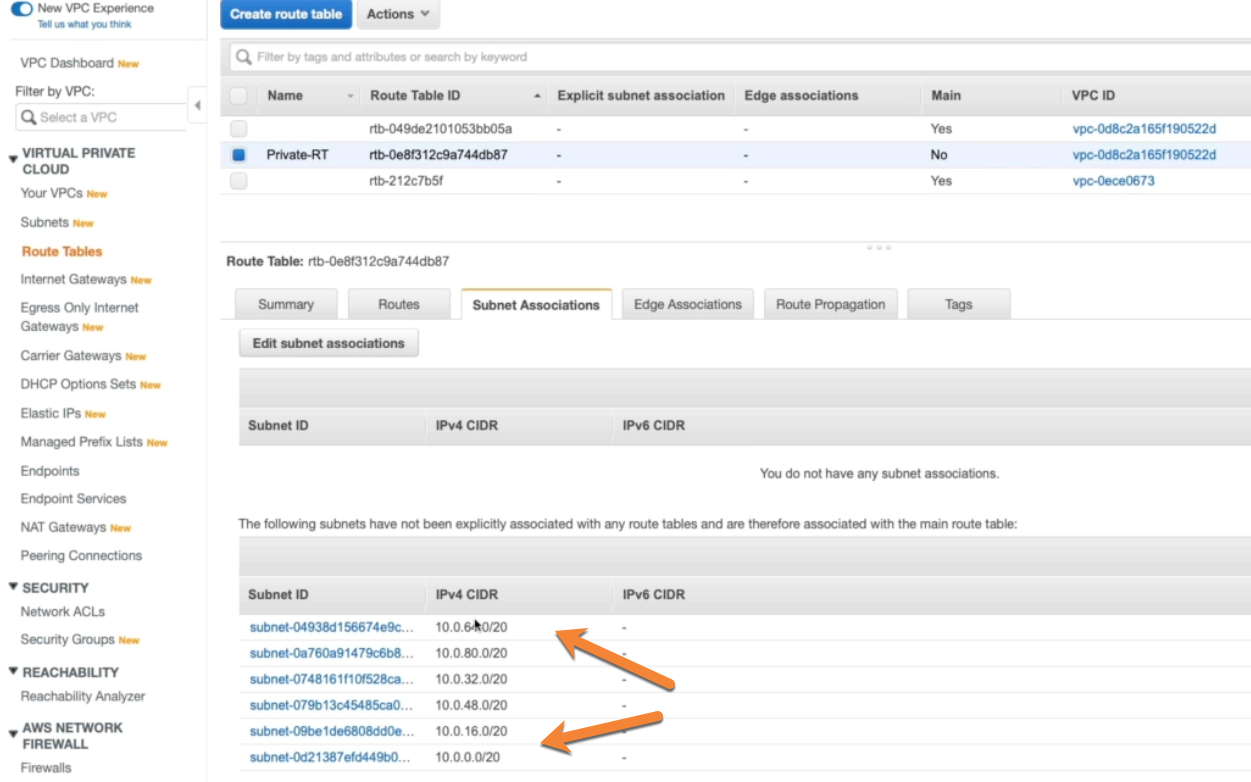 New VPC Experience
Tell us what you think
VPC Dashboard New
Filter by VPC:
Select a VPC
VIRTUAL PRIVATE
CLOUD
Your VPCs New
Subnets New
Route Tables
Internet Gateways New
Egress Only Internet
Gateways New
Carrier Gateways New
DHCP Options Sets New
Elastic IPs New
Managed Prefix Lists New
Endpoints
Endpoint Services
NAT Gateways New
Peering Connections
SECURITY
Network ACLs
Security Groups New
REACHABILITY
Reachability Analyzer
AWS NETWORK
FIREWALL
Firewalls
Create route table Actions
Filter by tags and attributes or search by keyword
Name Route Table ID Explicit subnet association Edge associations Main VPC ID
rtb-049de2101053bb05a - - Yes vpc-0d8c2a165f190522d
Private-RT rtb-0e8f312c9a744db87 - - No vpc-0d8c2a165f190522d
rtb-212c7b5f - - Yes vpc-0ece0673
Route Table: rtb-0e8f312c9a744db87
Summary Routes Subnet Associations Edge Associations Route Propagation Tags
Edit subnet associations
Subnet ID IPv4 CIDR IPv6 CIDR
You do not have any subnet associations.
The following subnets have not been explicitly associated with any route tables and are therefore associated with the main route table:
Subnet ID IPv4 CIDR IPv6 CIDR
subnet-04938d156674e9c... 10.0.64.0/20 -
subnet-0a760a91479c6b8... 10.0.80.0/20 -
subnet-0748161f10f528ca... 10.0.32.0/20 -
subnet-079b13c45485ca0... 10.0.48.0/20 -
subnet-09be1de6808dd0e... 10.0.16.0/20 -
subnet-0d21387efd449b0... 10.0.0.0/20 -